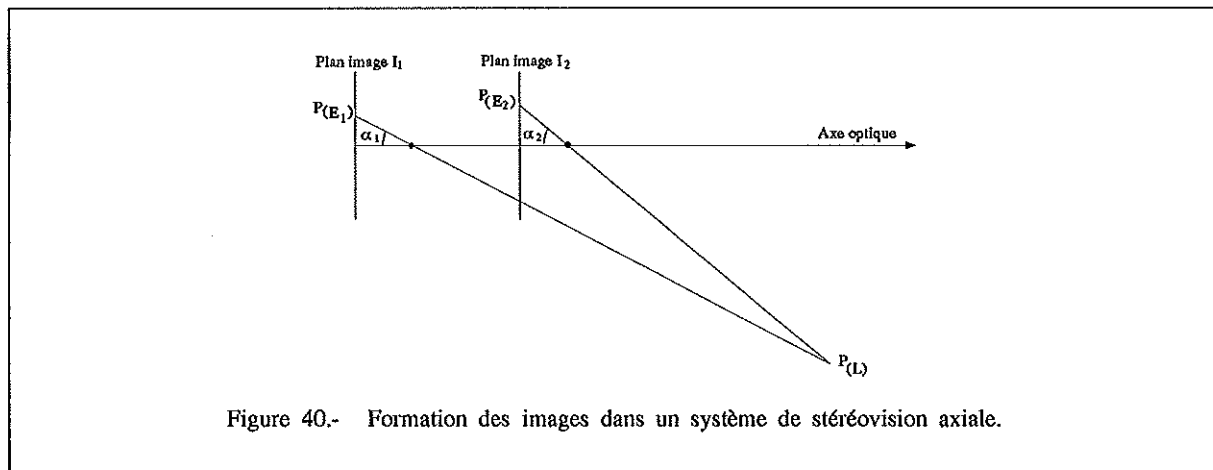 Plan image I₁
Plan image I₂
P(E₁)
P(E₂)
α₁
α₂
Axe optique
P(L)
Figure 40.- Formation des images dans un système de stéréovision axiale.